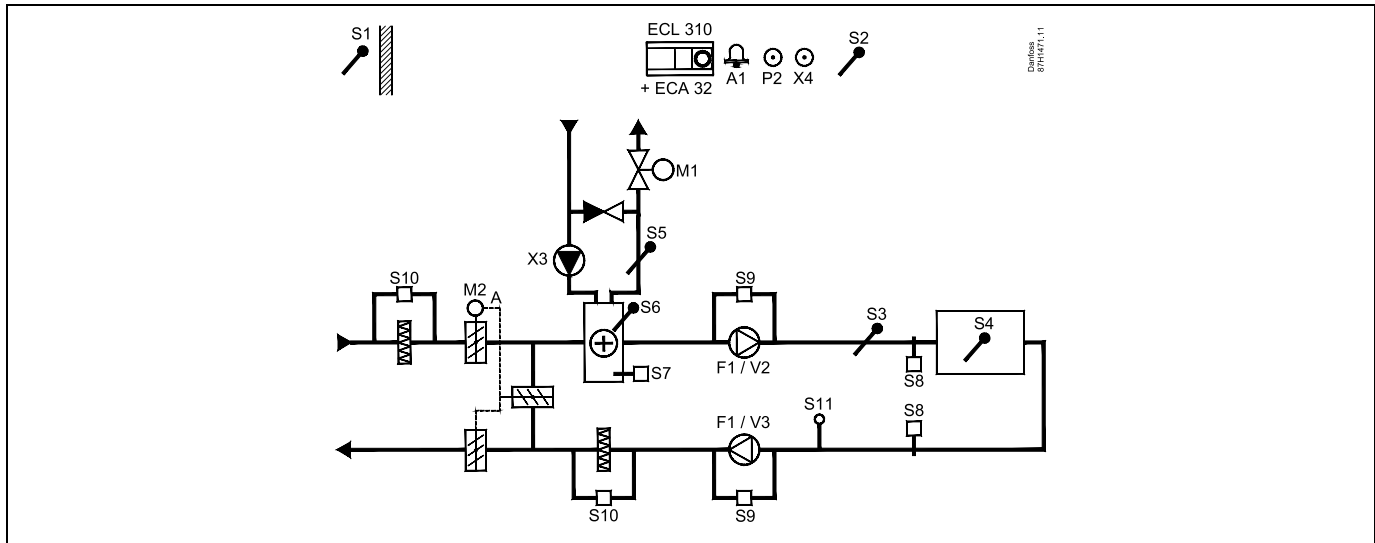 S1
ECL 310
+ ECA 32
A1
P2
X4
S2
Danfoss
87H1471.11
M1
S5
X3
S10
M2
A
S6
S9
S3
S4
F1 / V2
S7
S8
S11
S8
F1 / V3
S10
S9